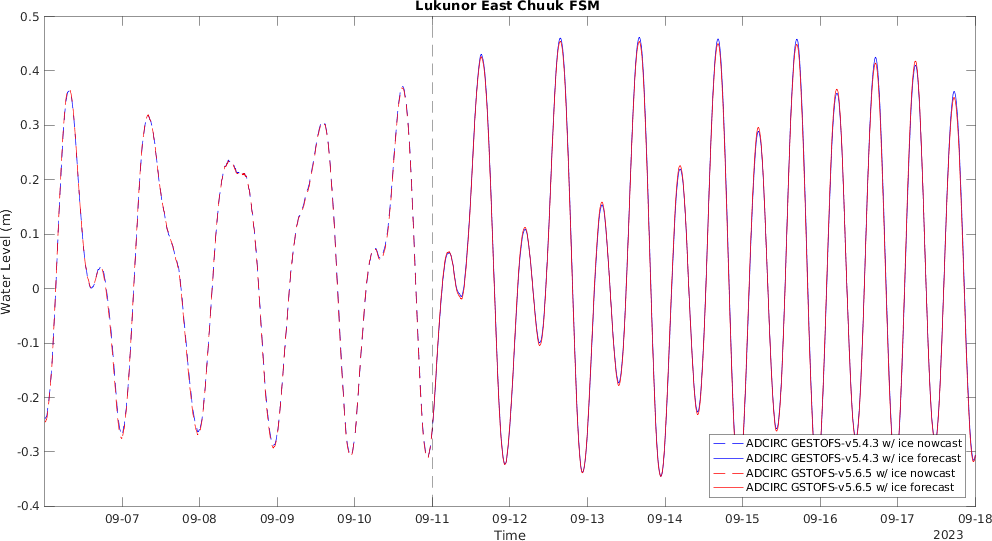 Lukunor East Chuuk FSM
0.5
0.4
0.3
0.2
0.1
0
-0.1
-0.2
-0.3
-0.4
Water Level (m)
ADCIRC GESTOFS-v5.4.3 w/ ice nowcast
ADCIRC GESTOFS-v5.4.3 w/ ice forecast
ADCIRC GSTOFS-v5.6.5 w/ ice nowcast
ADCIRC GSTOFS-v5.6.5 w/ ice forecast
09-07 09-08 09-09 09-10 09-11 09-12 09-13 09-14 09-15 09-16 09-17 09-18
Time
2023